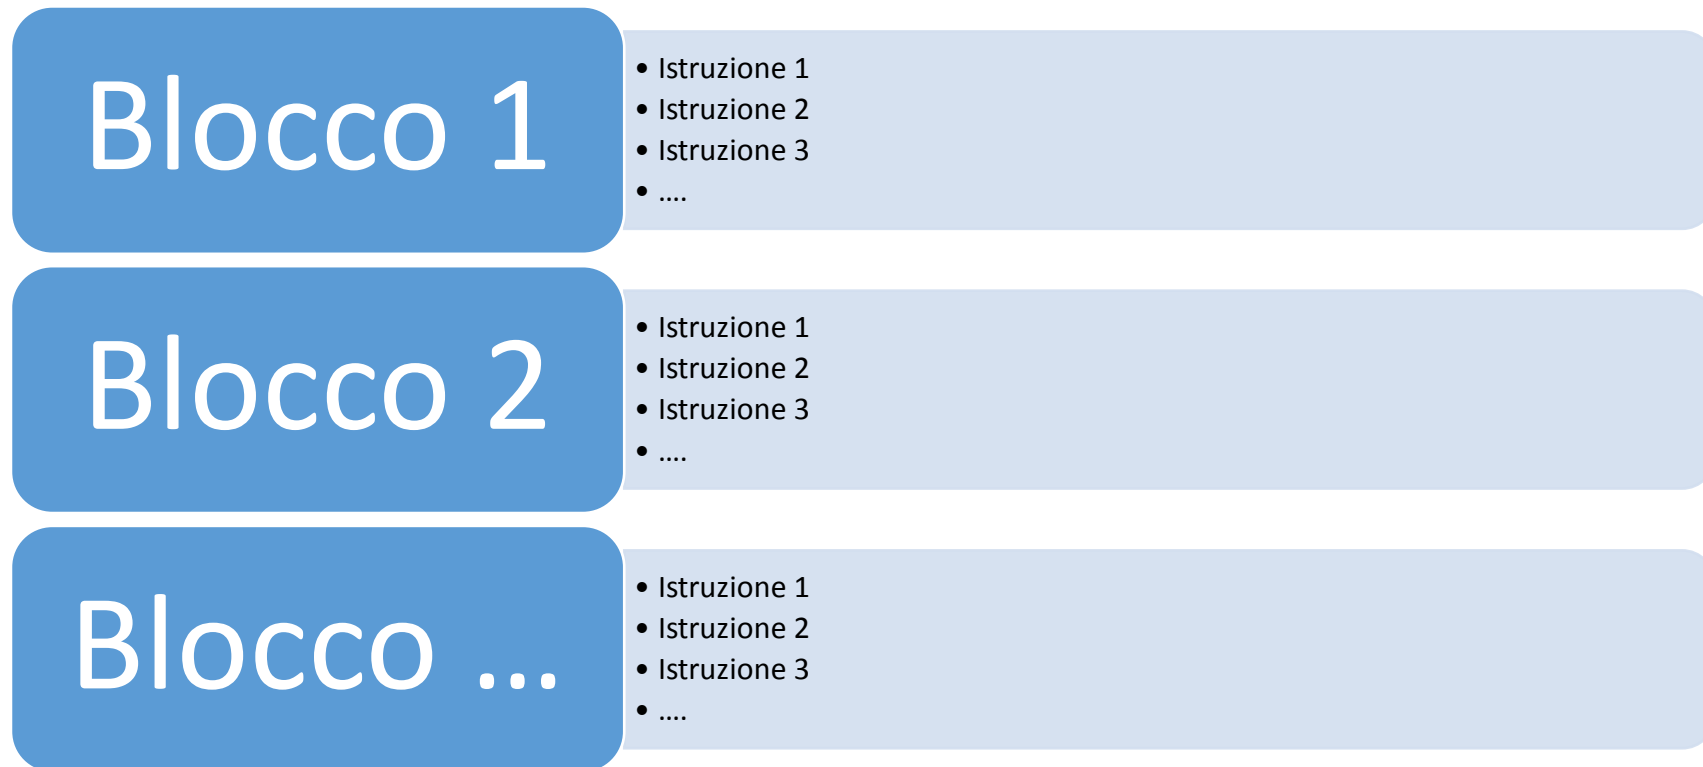 Blocco 1
• Istruzione 1
• Istruzione 2
• Istruzione 3
• ....
Blocco 2
• Istruzione 1
• Istruzione 2
• Istruzione 3
• ....
Blocco ...
• Istruzione 1
• Istruzione 2
• Istruzione 3
• ....